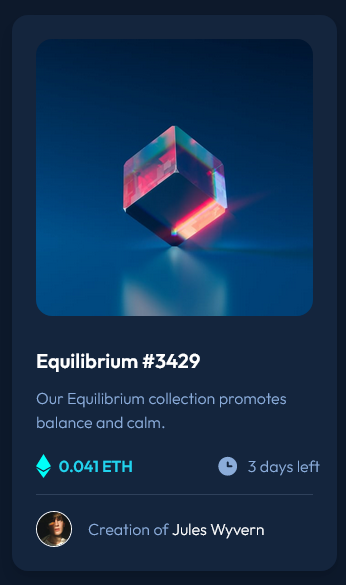 Equilibrium #3429
Our Equilibrium collection promotes
balance and calm.
0.041 ETH
3 days left
Creation of Jules Wyvern